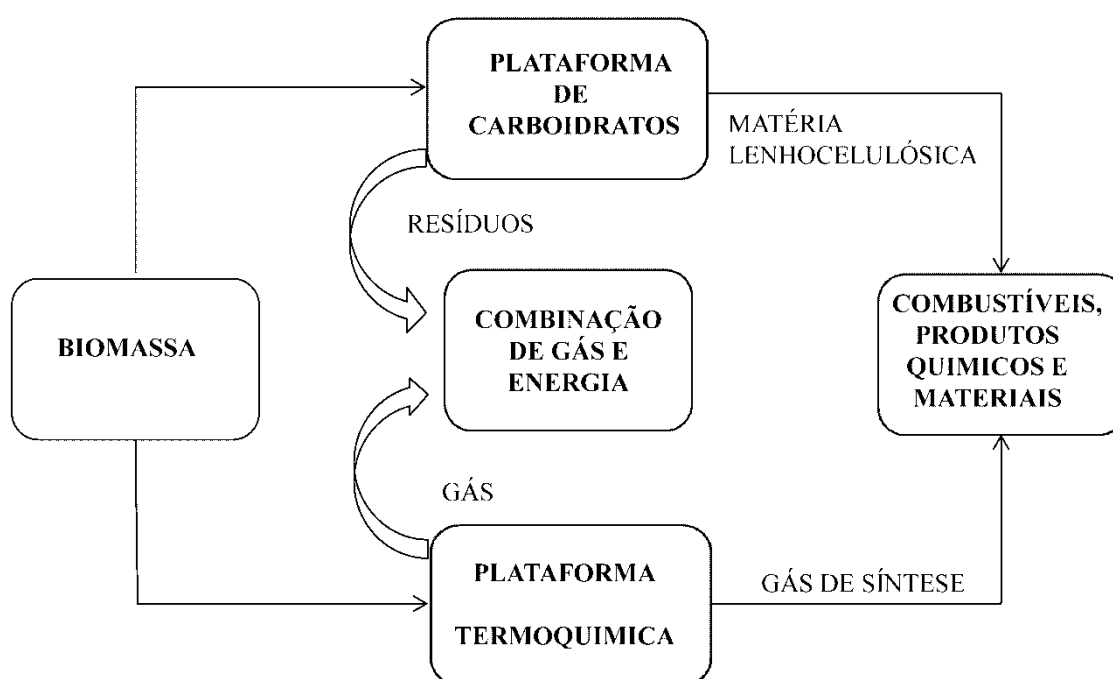 PLATAFORMA
DE
CARBOIDRATOS
MATÉRIA
LENHOCELULÓSICA
RESÍDUOS
BIOMASSA
COMBINAÇÃO
DE GÁS E
ENERGIA
COMBUSTÍVEIS,
PRODUTOS
QUIMICOS E
MATERIAIS
GÁS
PLATAFORMA
TERMOQUIMICA
GÁS DE SÍNTESE